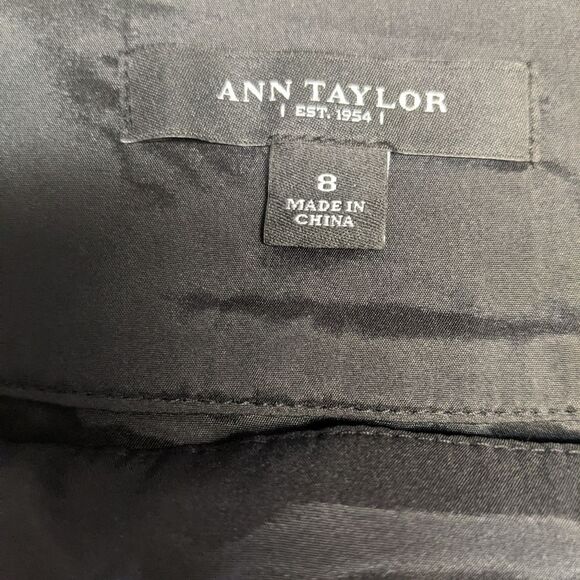 ANN TAYLOR
| EST. 1954 |
8
MADE IN
CHINA